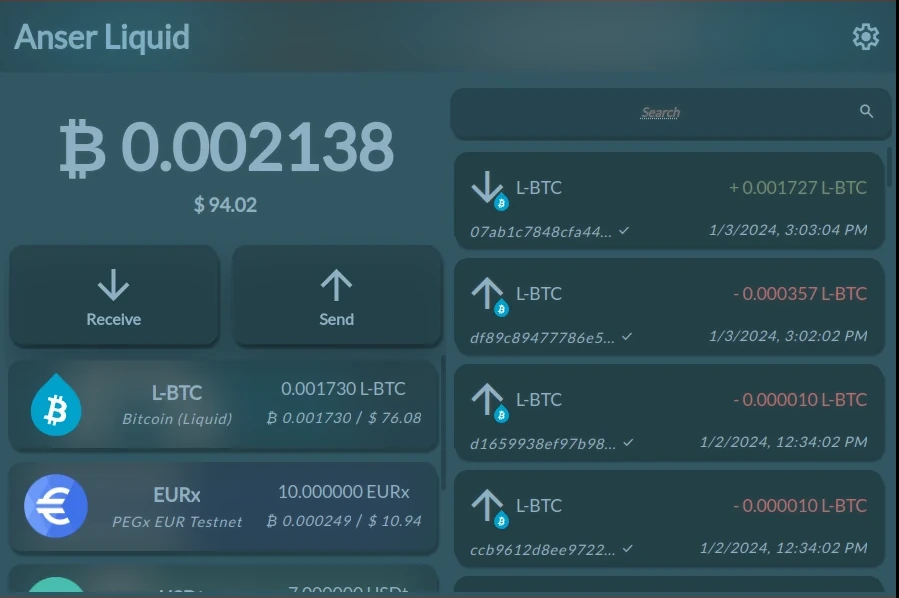 Anser Liquid
₿ 0.002138
$ 94.02
Receive
Send
L-BTC
Bitcoin (Liquid)
0.001730 L-BTC
₿ 0.001730 / $ 76.08
EURx
PEGx EUR Testnet
10.000000 EURx
₿ 0.000249 / $ 10.94
Search
L-BTC
+ 0.001727 L-BTC
07ab1c7848cfa44... ✓
1/3/2024, 3:03:04 PM
L-BTC
- 0.000357 L-BTC
df89c89477786e5... ✓
1/3/2024, 3:02:02 PM
L-BTC
- 0.000010 L-BTC
d1659938ef97b98... ✓
1/2/2024, 12:34:02 PM
L-BTC
- 0.000010 L-BTC
ccb9612d8ee9722... ✓
1/2/2024, 12:34:02 PM